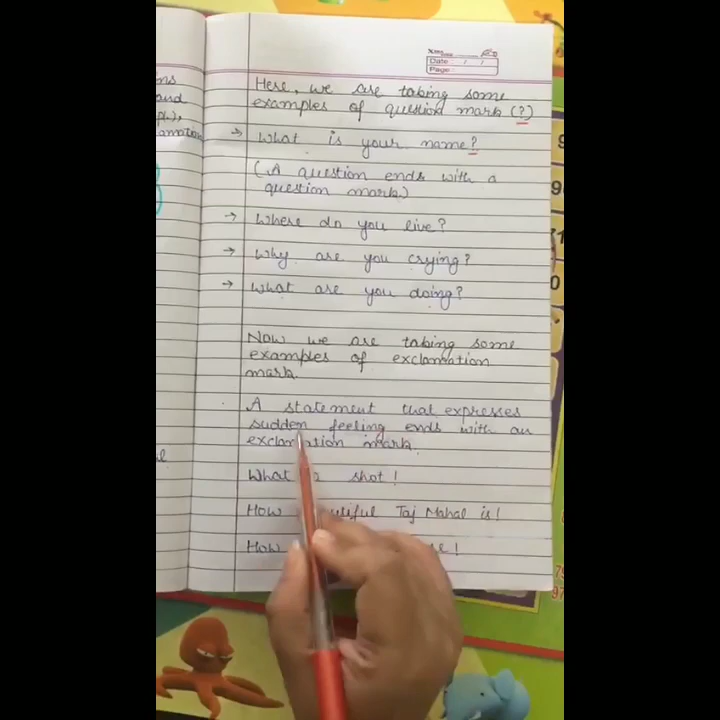 Date / /
Page
Here, we are taking some
examples of question mark (?)
→ What is your name?
(A question ends with a
question mark.)
→ Where do you live?
→ Why are you crying?
→ What are you doing?
Now we are taking some
examples of exclamation
mark.
A statement that expresses
sudden feeling ends with an
exclamation mark.
What shot!
How Taj Mahal is!
How
and